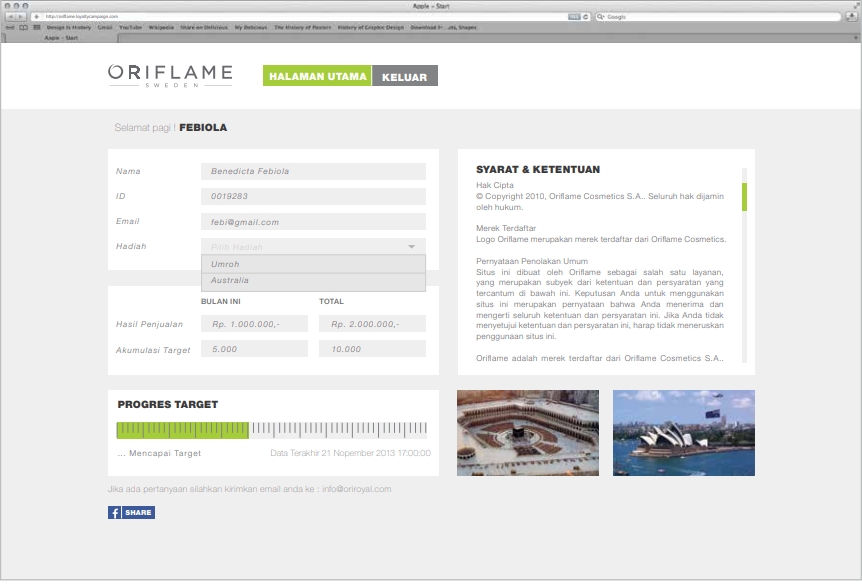 Apple – Start
http://oriflame.loyaltycampaign.com
Google
Design Is History Gmail YouTube Wikipedia Share on Delicious My Delicious The History of Posters History of Graphic Design
Apple – Start
ORIFLAME
SWEDEN
HALAMAN UTAMA
KELUAR
Selamat pagi ! FEBIOLA
Nama Benedicta Febiola
ID 0019283
Email febi@gmail.com
Hadiah Pilih Hadiah
Umroh
Australia
BULAN INI TOTAL
Hasil Penjualan Rp. 1.000.000,- Rp. 2.000.000,-
Akumulasi Target 5.000 10.000
SYARAT & KETENTUAN
Hak Cipta
© Copyright 2010, Oriflame Cosmetics S.A.. Seluruh hak dijamin
oleh hukum.
Merek Terdaftar
Logo Oriflame merupakan merek terdaftar dari Oriflame Cosmetics.
Pernyataan Penolakan Umum
Situs ini dibuat oleh Oriflame sebagai salah satu layanan,
yang merupakan subyek dari ketentuan dan persyaratan yang
tercantum di bawah ini. Keputusan Anda untuk menggunakan
situs ini merupakan pernyataan bahwa Anda menerima dan
mengerti seluruh ketentuan dan persyaratan ini. Jika Anda tidak
menyetujui ketentuan dan persyaratan ini, harap tidak meneruskan
penggunaan situs ini.
Oriflame adalah merek terdaftar dari Oriflame Cosmetics S.A..
PROGRES TARGET
... Mencapai Target Data Terakhir 21 Nopember 2013 17:00:00
Jika ada pertanyaan silahkan kirimkan email anda ke : info@oriroyal.com
f SHARE